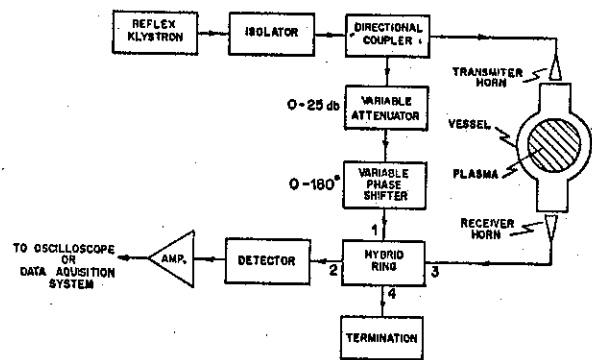 REFLEX
KLYSTRON
ISOLATOR
DIRECTIONAL
COUPLER
TRANSMITER
HORN
0-25 db
VARIABLE
ATTENUATOR
VESSEL
PLASMA
0-180°
VARIABLE
PHASE
SHIFTER
RECEIVER
HORN
1
TO OSCILLOSCOPE
OR
DATA AQUISITION
SYSTEM
AMP.
DETECTOR
2
HYBRID
RING
3
4
TERMINATION